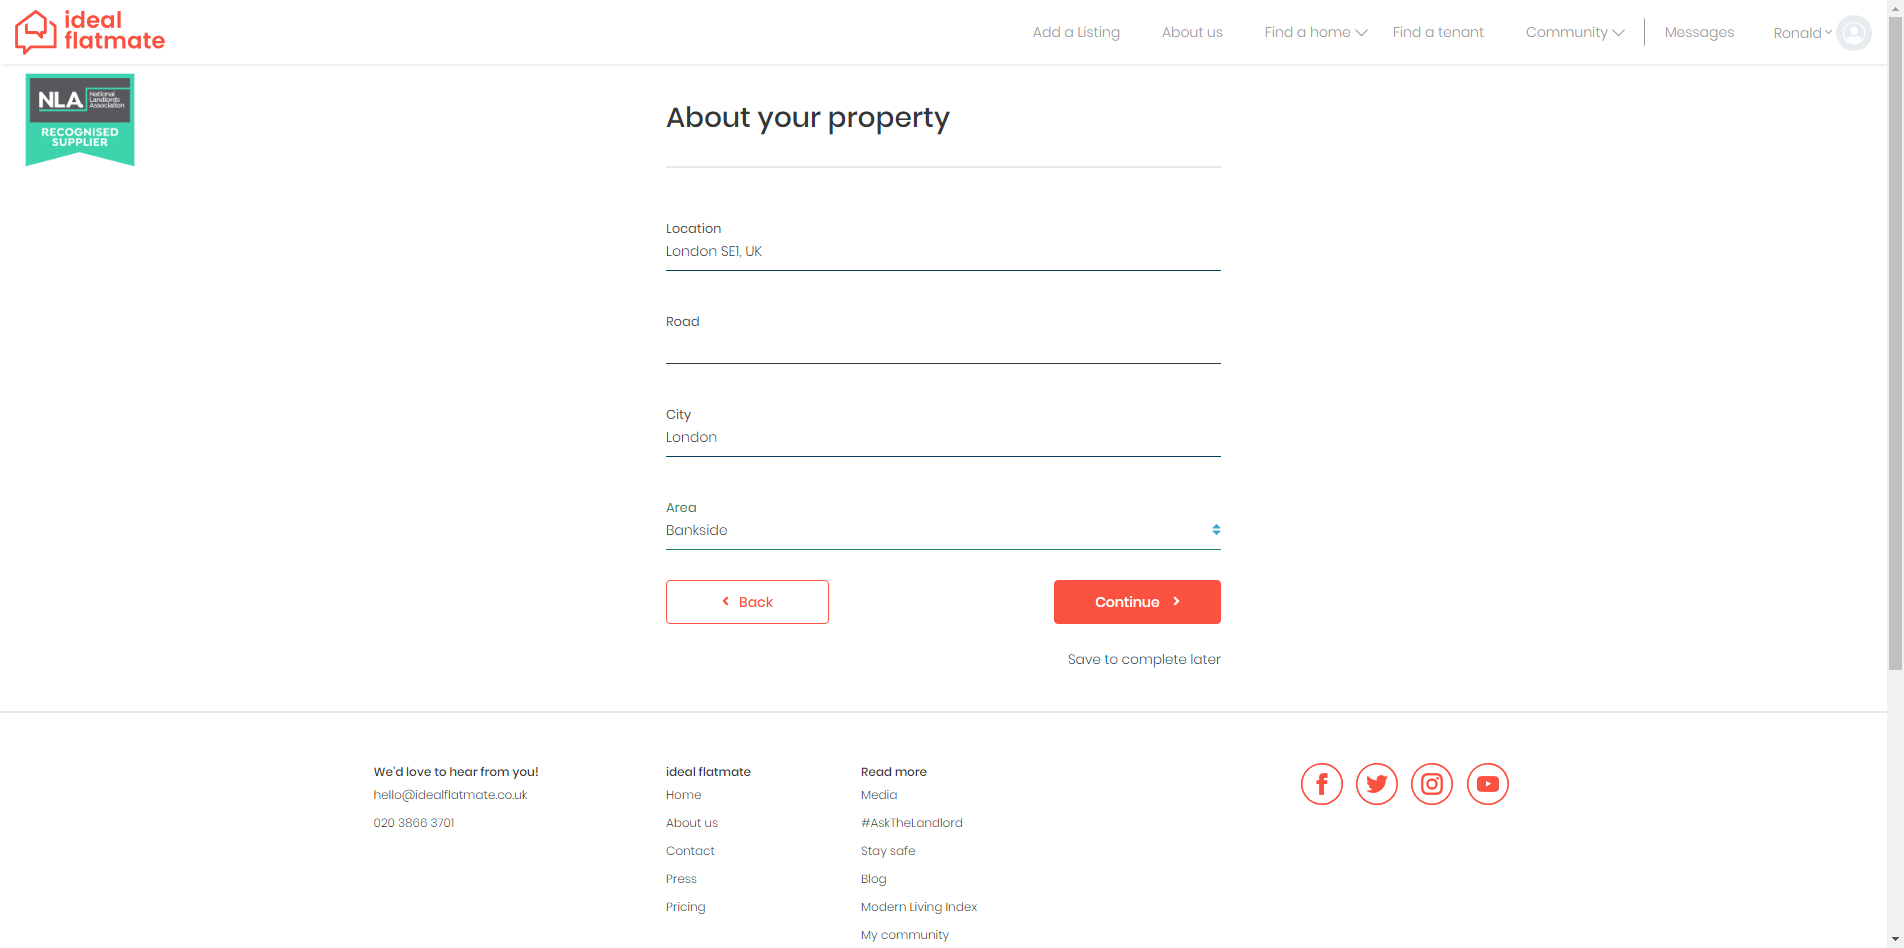 ideal
flatmate
Add a Listing
About us
Find a home
Find a tenant
Community
Messages
Ronald
NLA
National
Landlords
Association
RECOGNISED
SUPPLIER
About your property
Location
London SE1, UK
Road
City
London
Area
Bankside
Back
Continue
Save to complete later
We'd love to hear from you!
hello@idealflatmate.co.uk
020 3866 3701
ideal flatmate
Home
About us
Contact
Press
Pricing
Read more
Media
#AskTheLandlord
Stay safe
Blog
Modern Living Index
My community